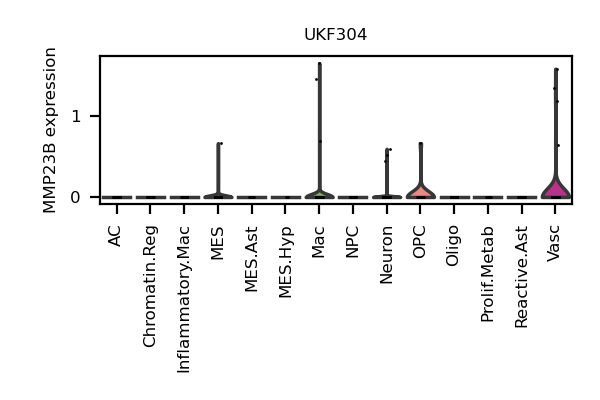 UKF304
MMP23B expression
1
0
AC
Chromatin.Reg
Inflammatory.Mac
MES
MES.Ast
MES.Hyp
Mac
NPC
Neuron
OPC
Oligo
Prolif.Metab
Reactive.Ast
Vasc